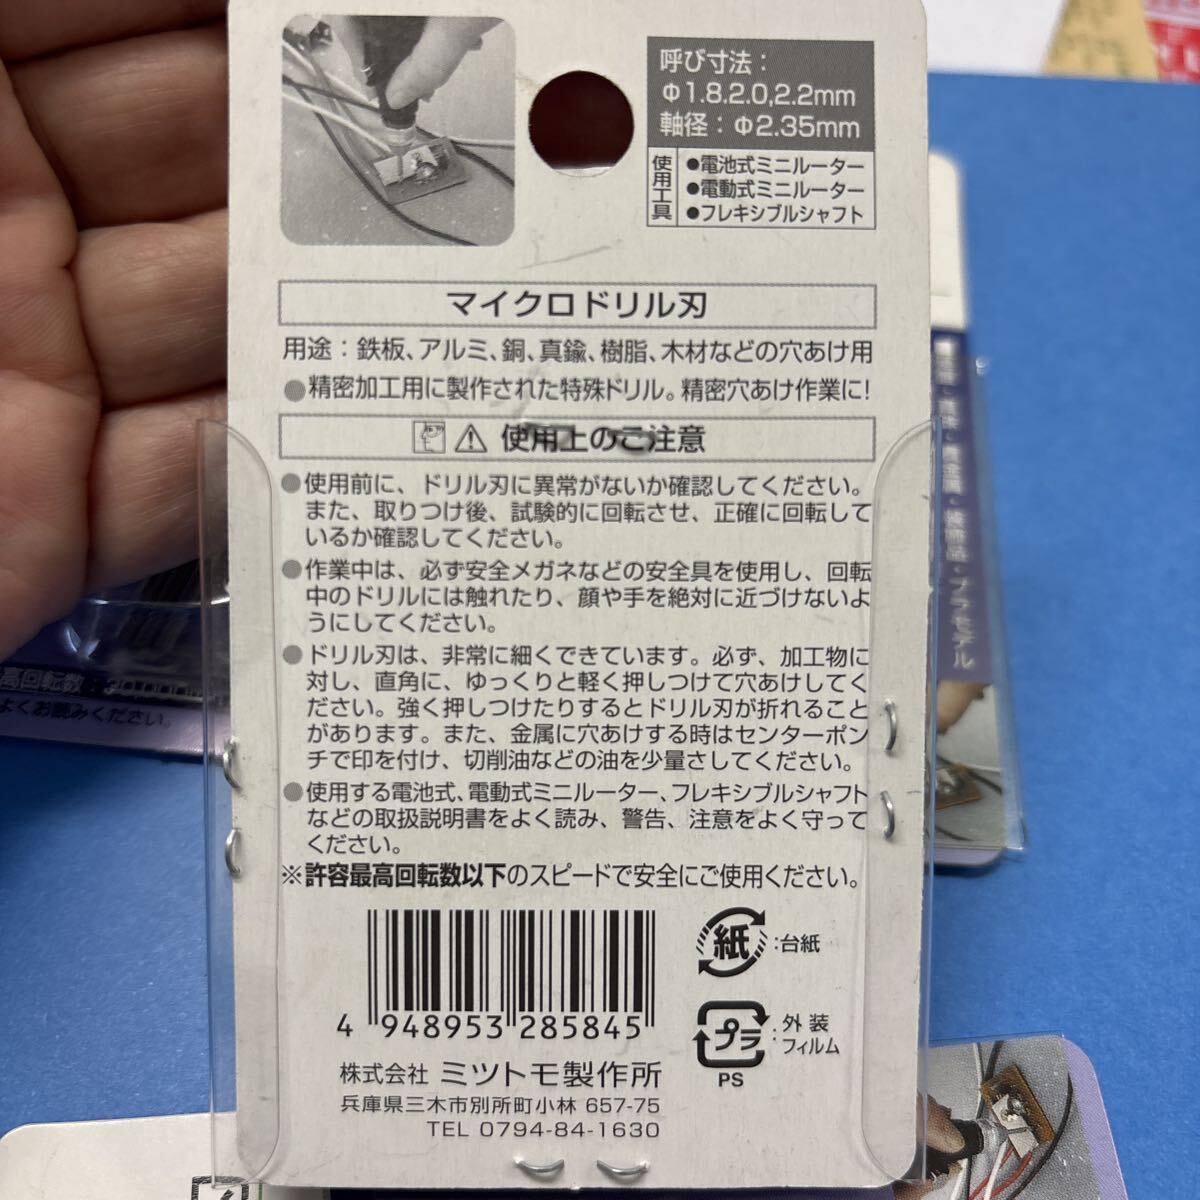 呼び寸法：
Φ1.8.2.0,2.2mm
軸径：Φ2.35mm
使用工具
●電池式ミニルーター
●電動式ミニルーター
●フレキシブルシャフト
マイクロドリル刃
用途：鉄板、アルミ、銅、真鍮、樹脂、木材などの穴あけ用
●精密加工用に製作された特殊ドリル。精密穴あけ作業に!
使用上のご注意
●使用前に、ドリル刃に異常がないか確認してください。
また、取りつけ後、試験的に回転させ、正確に回転して
いるか確認してください。
●作業中は、必ず安全メガネなどの安全具を使用し、回転
中のドリルには触れたり、顔や手を絶対に近づけないよ
うにしてください。
●ドリル刃は、非常に細くできています。必ず、加工物に
対し、直角に、ゆっくりと軽く押しつけて穴あけしてく
ださい。強く押しつけたりするとドリル刃が折れること
があります。また、金属に穴あけする時はセンターポン
チで印を付け、切削油などの油を少量さしてください。
●使用する電池式、電動式ミニルーター、フレキシブルシャフト
などの取扱説明書をよく読み、警告、注意をよく守って
ください。
※許容最高回転数以下のスピードで安全にご使用ください。
4 948953 285845
紙：台紙
プラ：外装
フィルム
PS
株式会社 ミツトモ製作所
兵庫県三木市別所町小林 657-75
TEL 0794-84-1630
高回転数：
よくお読みください。
貴金属・装飾品・プラモデル